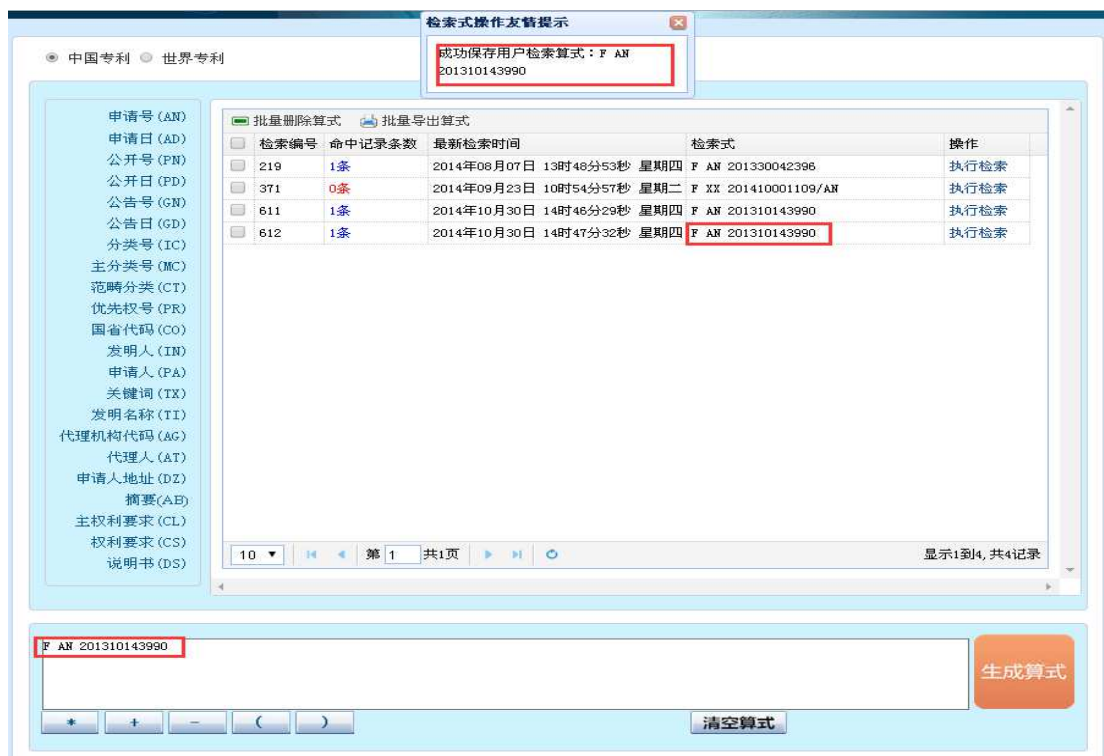 检索式操作友情提示
成功保存用户检索算式：F AN
201310143990
中国专利 世界专利
申请号(AN)
申请日(AD)
公开号(PN)
公开日(PD)
公告号(GN)
公告日(GD)
分类号(IC)
主分类号(MC)
范畴分类(CT)
优先权号(PR)
国省代码(CO)
发明人(IN)
申请人(PA)
关键词(TX)
发明名称(TI)
代理机构代码(AG)
代理人(AT)
申请人地址(DZ)
摘要(AB)
主权利要求(CL)
权利要求(CS)
说明书(DS)
批量删除算式 批量导出算式
检索编号 命中记录条数 最新检索时间 检索式 操作
219 1条 2014年08月07日 13时48分53秒 星期四 F AN 201330042396 执行检索
371 0条 2014年09月23日 10时54分57秒 星期二 F XX 201410001109/AN 执行检索
611 1条 2014年10月30日 14时46分29秒 星期四 F AN 201310143990 执行检索
612 1条 2014年10月30日 14时47分32秒 星期四 F AN 201310143990 执行检索
10 第 1 共1页 显示1到4,共4记录
F AN 201310143990
生成算式
* + - ( ) 清空算式